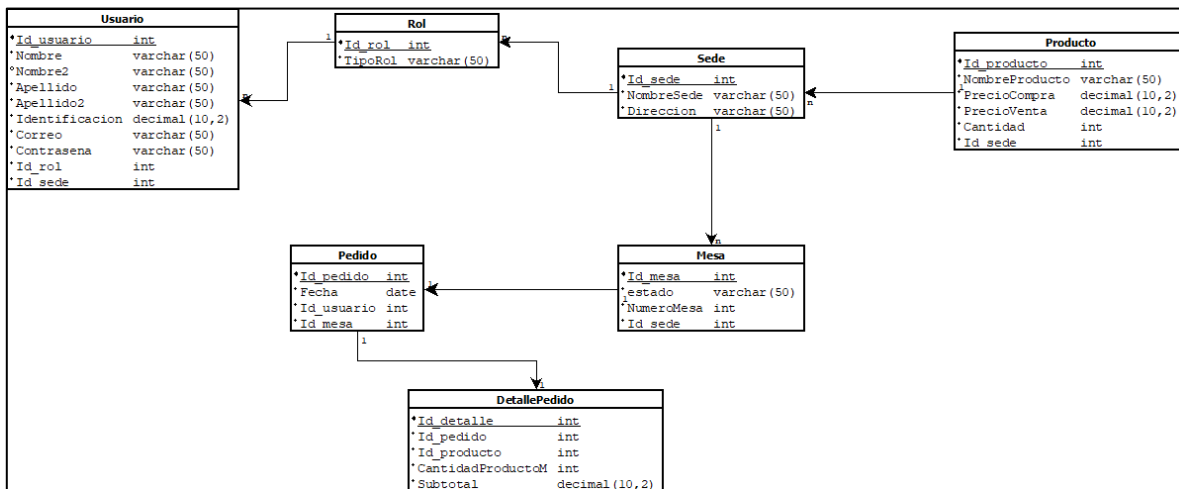 Usuario
Id_usuario int
Nombre varchar(50)
Nombre2 varchar(50)
Apellido varchar(50)
Apellido2 varchar(50)
Identificacion decimal(10,2)
Correo varchar(50)
Contrasena varchar(50)
Id_rol int
Id_sede int
1
n
Rol
Id_rol int
TipoRol varchar(50)
n
1
Sede
Id_sede int
NombreSede varchar(50)
Direccion varchar(50)
1
n
n
1
Producto
Id_producto int
NombreProducto varchar(50)
PrecioCompra decimal(10,2)
PrecioVenta decimal(10,2)
Cantidad int
Id_sede int
Pedido
Id_pedido int
Fecha date
Id_usuario int
Id_mesa int
1
1
Mesa
Id_mesa int
estado varchar(50)
NumeroMesa int
Id_sede int
1
1
DetallePedido
Id_detalle int
Id_pedido int
Id_producto int
CantidadProductoM int
Subtotal decimal(10,2)